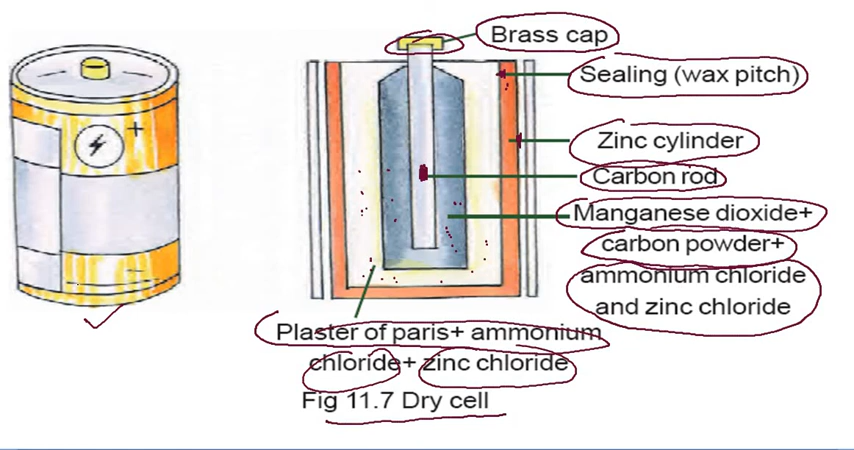 Brass cap
Sealing (wax pitch)
Zinc cylinder
Carbon rod
Manganese dioxide+
carbon powder+
ammonium chloride
and zinc chloride
Plaster of paris+ ammonium
chloride+ zinc chloride
Fig 11.7 Dry cell
+
–